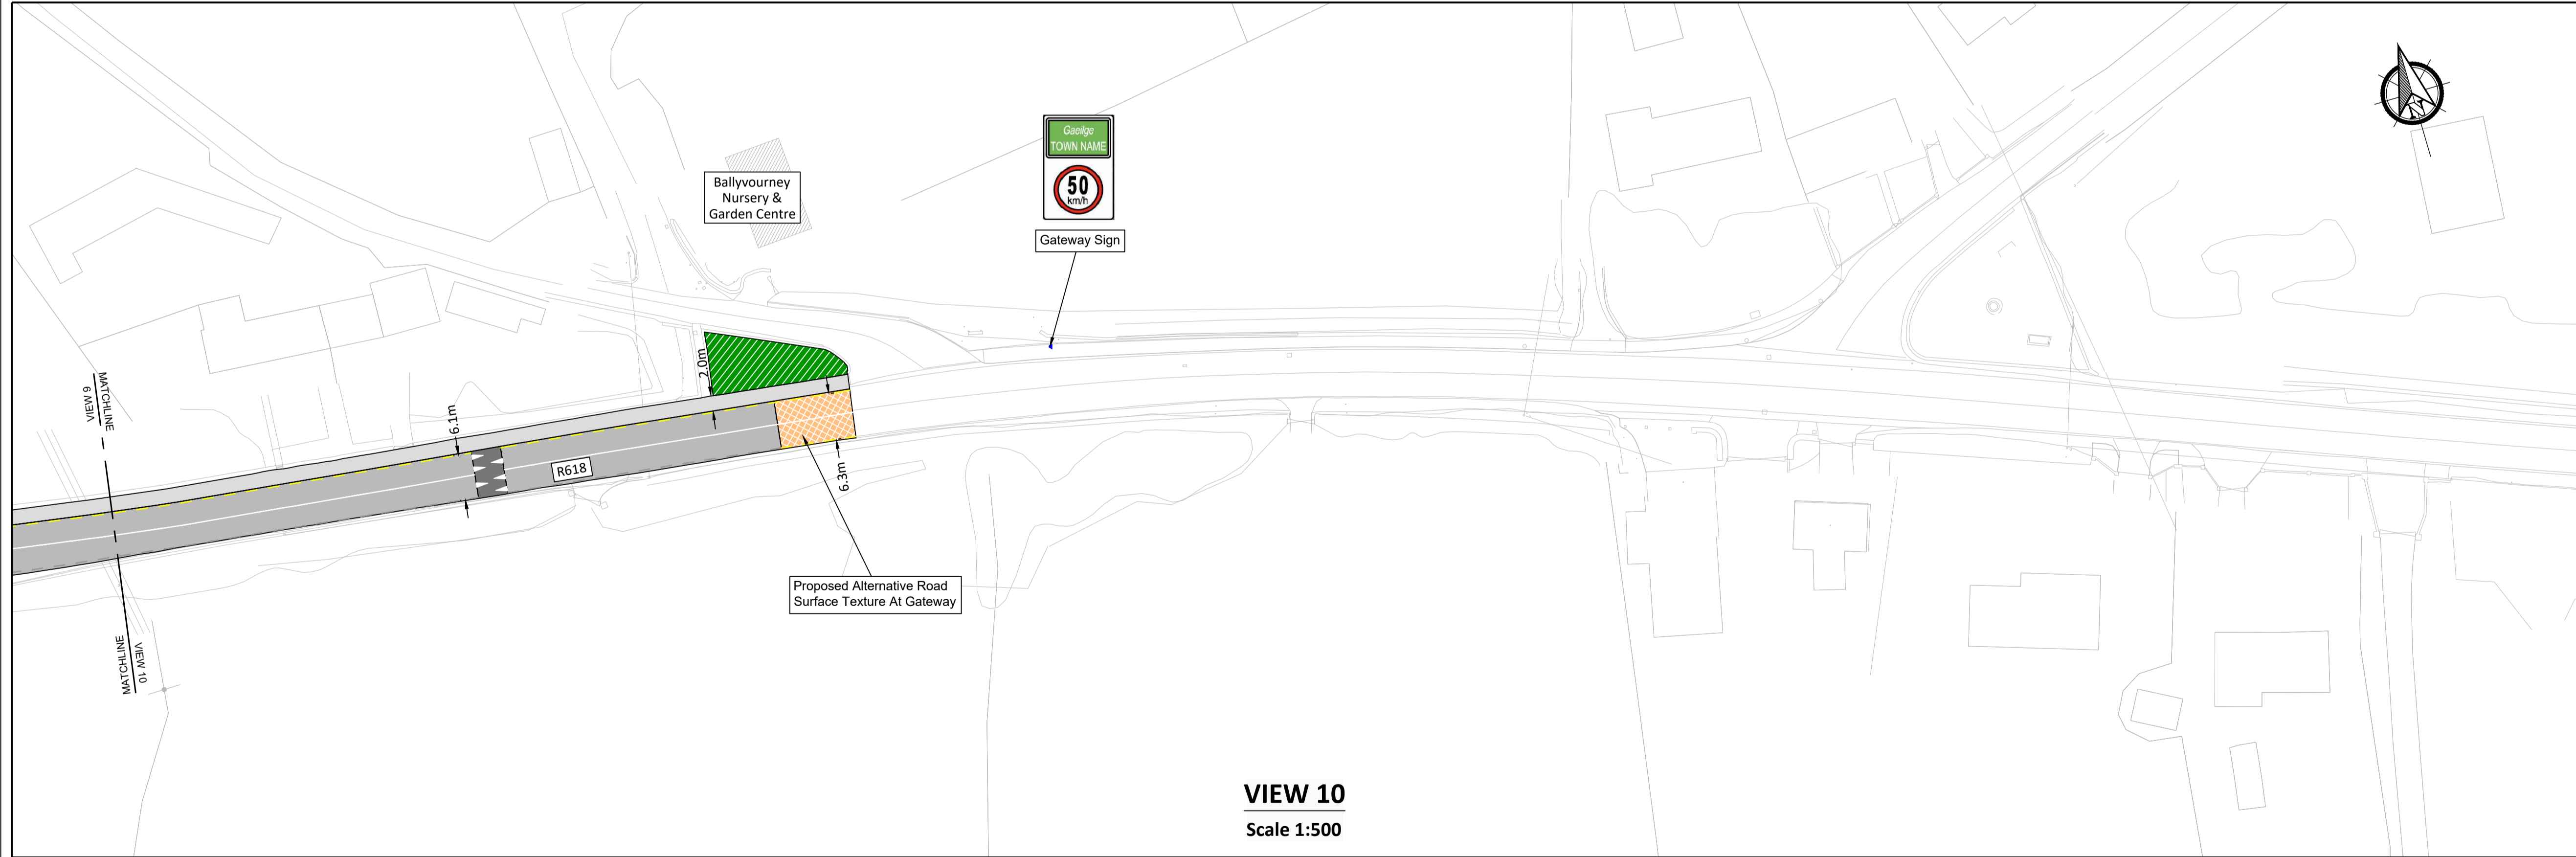 Gaeilge
TOWN NAME
50
km/h
Gateway Sign
Ballyvourney
Nursery &
Garden Centre
N
2.0m
6.1m
R618
6.3m
MATCHLINE
VIEW 9
MATCHLINE
VIEW 10
Proposed Alternative Road
Surface Texture At Gateway
VIEW 10
Scale 1:500